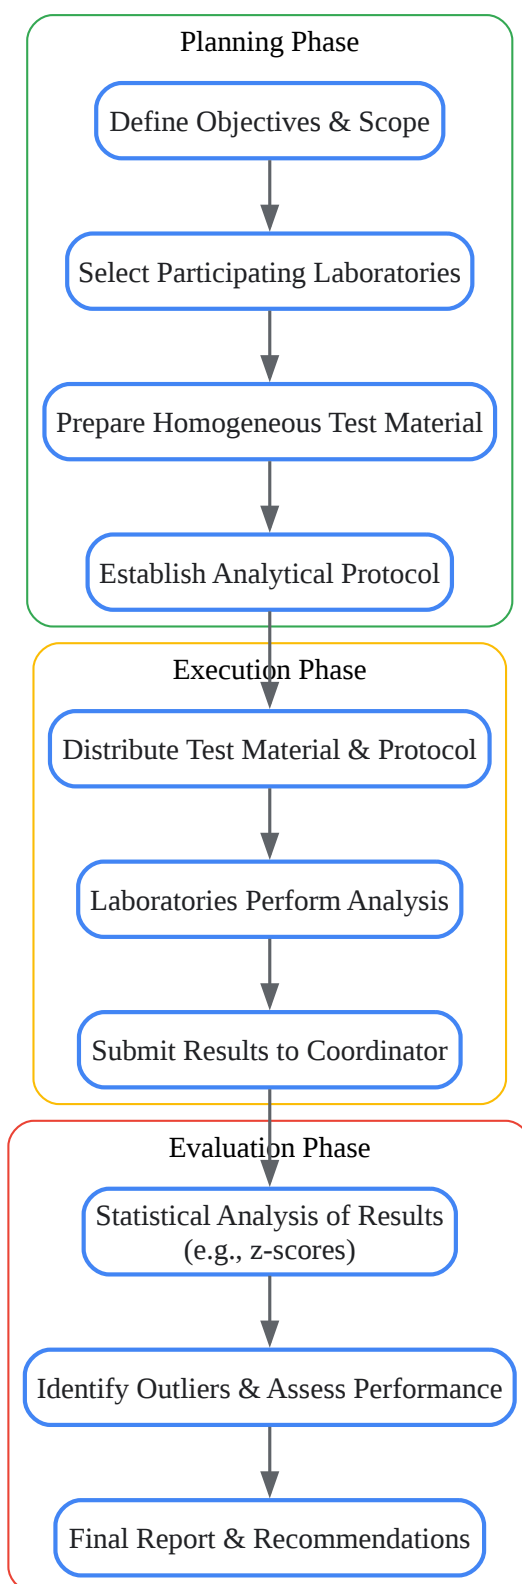 Planning Phase
Define Objectives & Scope
Select Participating Laboratories
Prepare Homogeneous Test Material
Establish Analytical Protocol
Execution Phase
Distribute Test Material & Protocol
Laboratories Perform Analysis
Submit Results to Coordinator
Evaluation Phase
Statistical Analysis of Results
(e.g., z-scores)
Identify Outliers & Assess Performance
Final Report & Recommendations